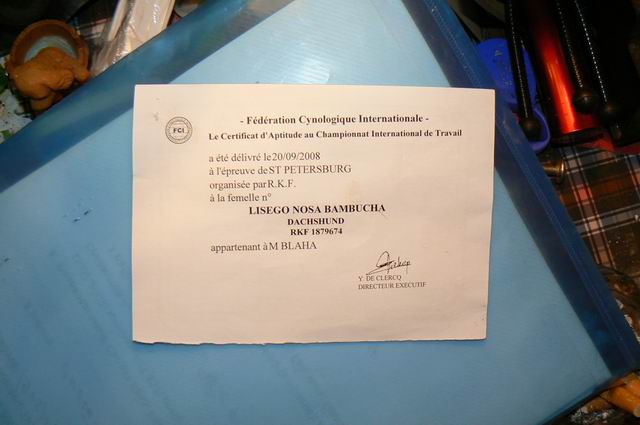 FCI
- Fédération Cynologique Internationale -
Le Certificat d'Aptitude au Championnat International de Travail
a été délivré le20/09/2008
à l'épreuve deST PETERSBURG
organisée parR.K.F.
à la femelle n°
LISEGO NOSA BAMBUCHA
DACHSHUND
RKF 1879674
appartenant àM BLAHA
Y. DE CLERCQ
DIRECTEUR EXECUTIF